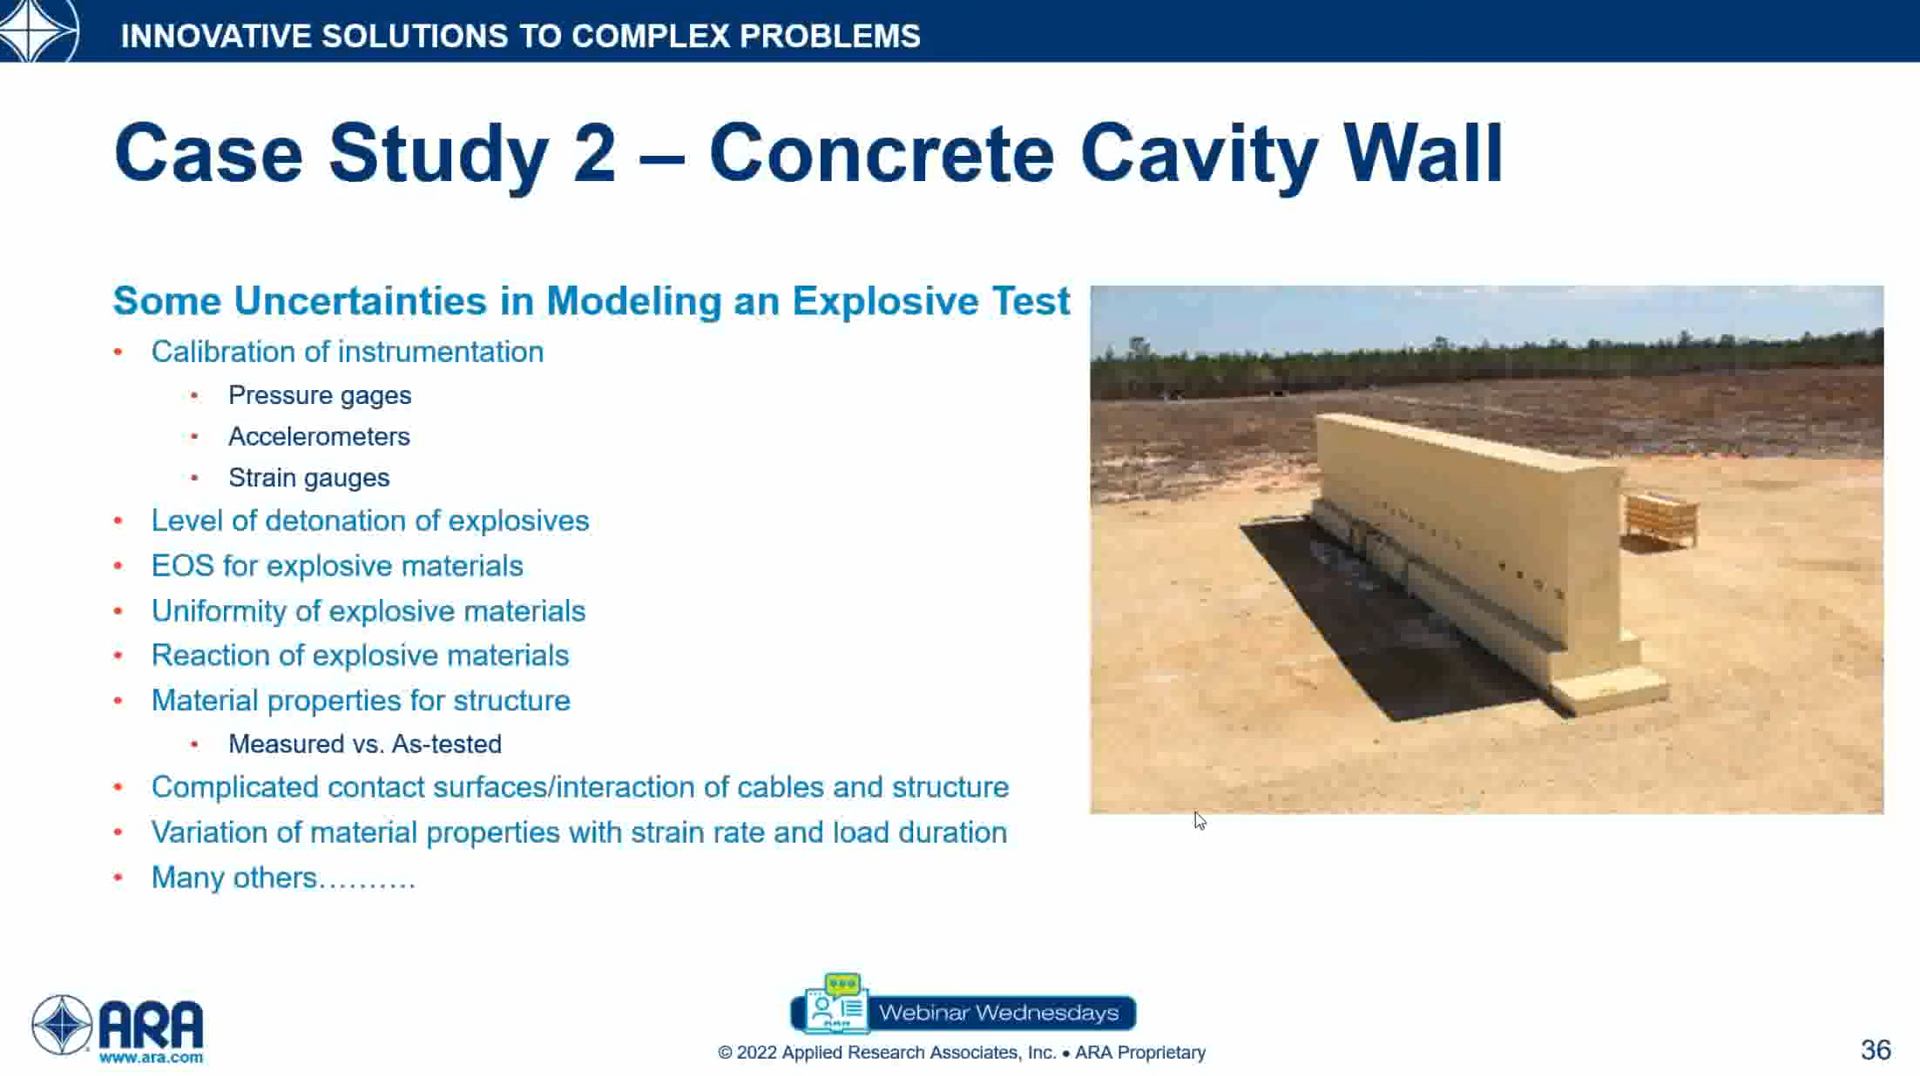 INNOVATIVE SOLUTIONS TO COMPLEX PROBLEMS
Case Study 2 – Concrete Cavity Wall
Some Uncertainties in Modeling an Explosive Test
• Calibration of instrumentation
• Pressure gages
• Accelerometers
• Strain gauges
• Level of detonation of explosives
• EOS for explosive materials
• Uniformity of explosive materials
• Reaction of explosive materials
• Material properties for structure
• Measured vs. As-tested
• Complicated contact surfaces/interaction of cables and structure
• Variation of material properties with strain rate and load duration
• Many others……….
ARA
www.ara.com
Webinar Wednesdays
© 2022 Applied Research Associates, Inc. • ARA Proprietary
36